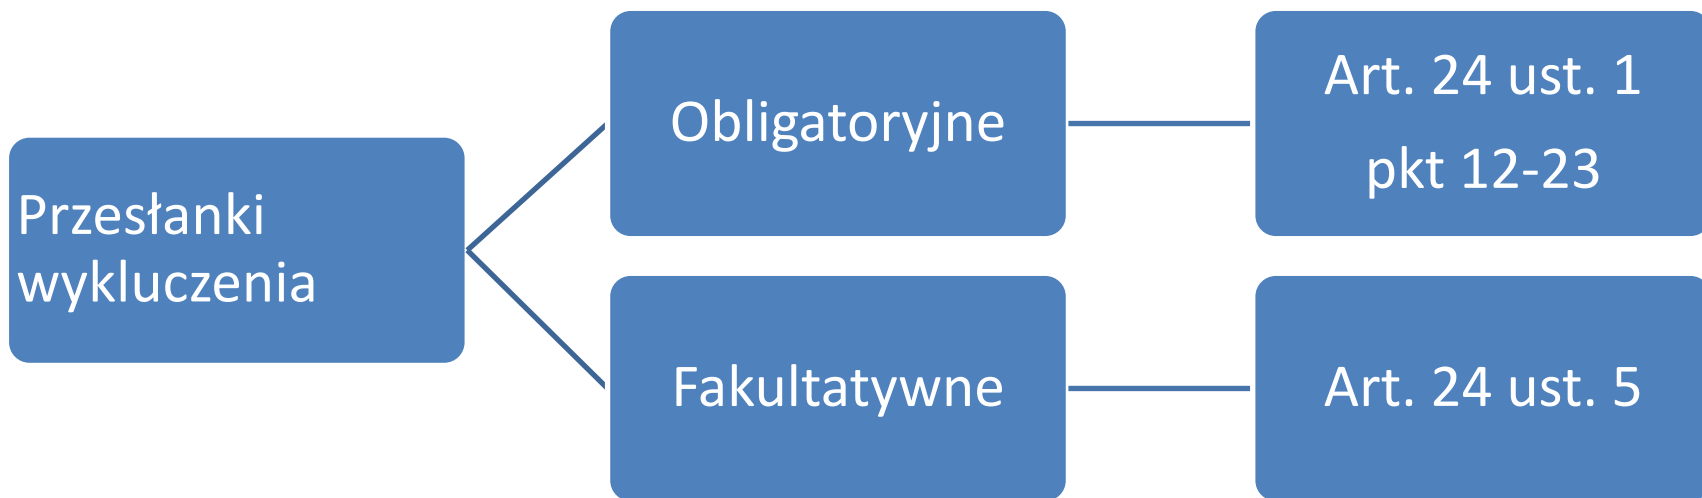 Przesłanki
wykluczenia
Obligatoryjne
Art. 24 ust. 1
pkt 12-23
Fakultatywne
Art. 24 ust. 5